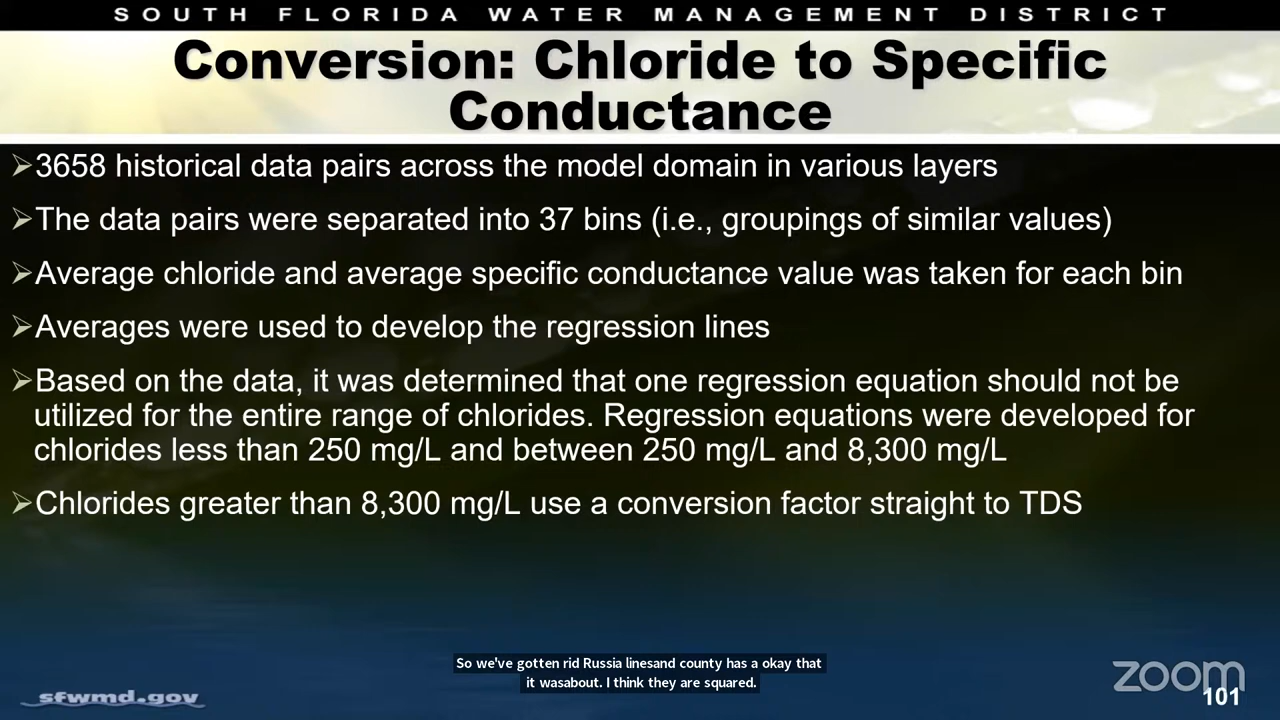 SOUTH FLORIDA WATER MANAGEMENT DISTRICT
Conversion: Chloride to Specific
Conductance
➢3658 historical data pairs across the model domain in various layers
➢The data pairs were separated into 37 bins (i.e., groupings of similar values)
➢Average chloride and average specific conductance value was taken for each bin
➢Averages were used to develop the regression lines
➢Based on the data, it was determined that one regression equation should not be
utilized for the entire range of chlorides. Regression equations were developed for
chlorides less than 250 mg/L and between 250 mg/L and 8,300 mg/L
➢Chlorides greater than 8,300 mg/L use a conversion factor straight to TDS
So we've gotten rid Russia linesand county has a okay that
it wasabout. I think they are squared.
sfwmd.gov
zoom
101